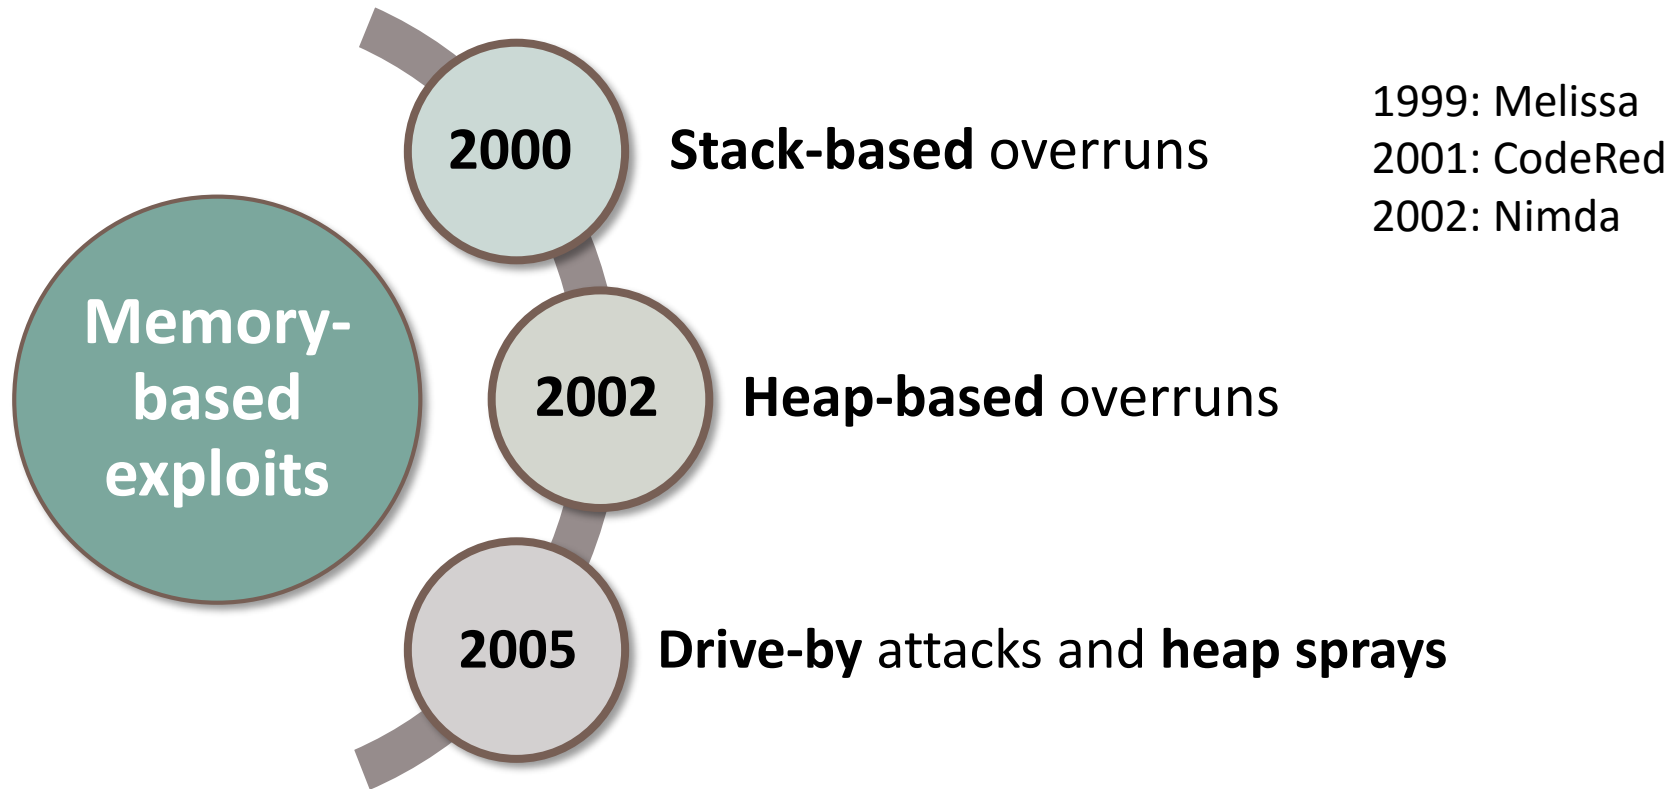 Memory-
based
exploits
2000
Stack-based overruns
1999: Melissa
2001: CodeRed
2002: Nimda
2002
Heap-based overruns
2005
Drive-by attacks and heap sprays